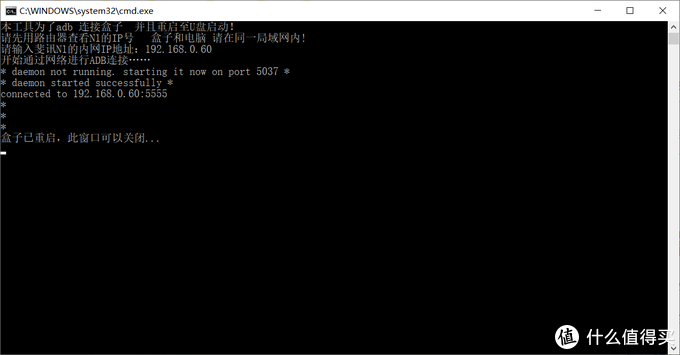 C:\WINDOWS\system32\cmd.exe
本工具为了adb 连接盒子 并且重启至U盘启动!
请先用路由器查看N1的IP号 盒子和电脑 请在同一局域网内!
请输入斐讯N1的内网IP地址: 192.168.0.60
开始通过网络进行ADB连接……
* daemon not running. starting it now on port 5037 *
* daemon started successfully *
connected to 192.168.0.60:5555
*
*
*
盒子已重启，此窗口可以关闭...
值 什么值得买